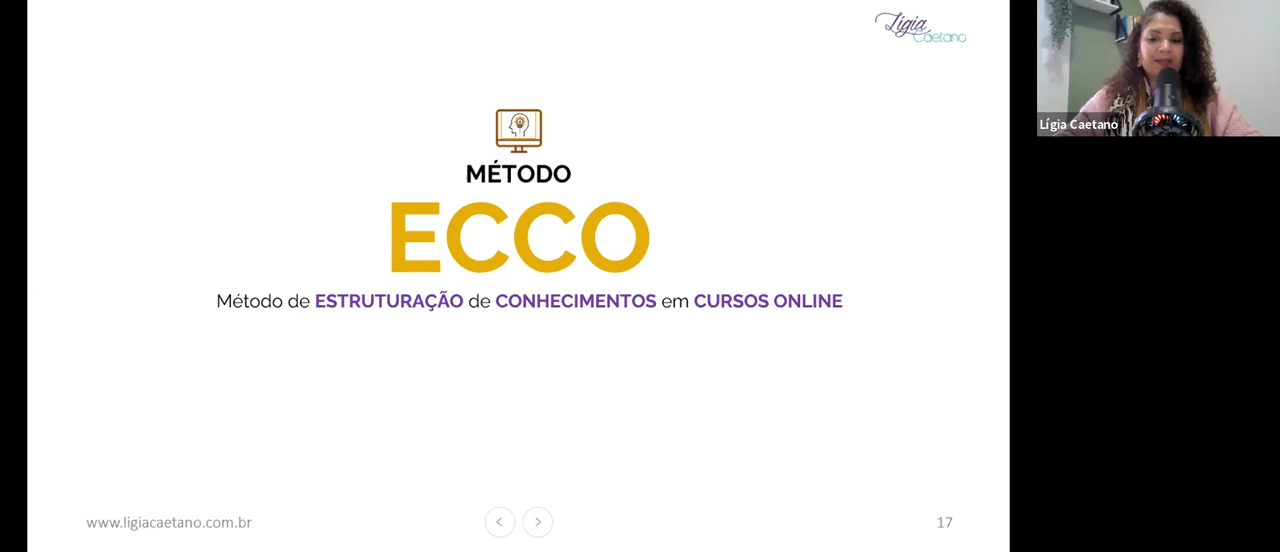 Lígia
Caetano
MÉTODO
ECCO
Método de ESTRUTURAÇÃO de CONHECIMENTOS em CURSOS ONLINE
www.ligiacaetano.com.br
17
Lígia Caetano